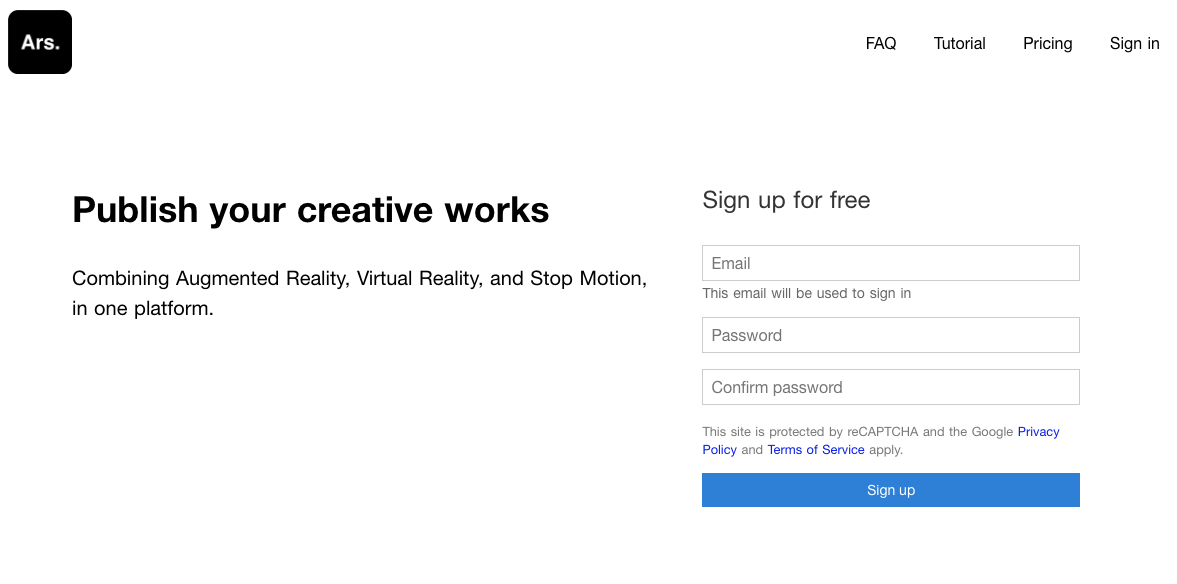 Ars.
FAQ
Tutorial
Pricing
Sign in
Publish your creative works
Combining Augmented Reality, Virtual Reality, and Stop Motion,
in one platform.
Sign up for free
Email
This email will be used to sign in
Password
Confirm password
This site is protected by reCAPTCHA and the Google Privacy
Policy and Terms of Service apply.
Sign up